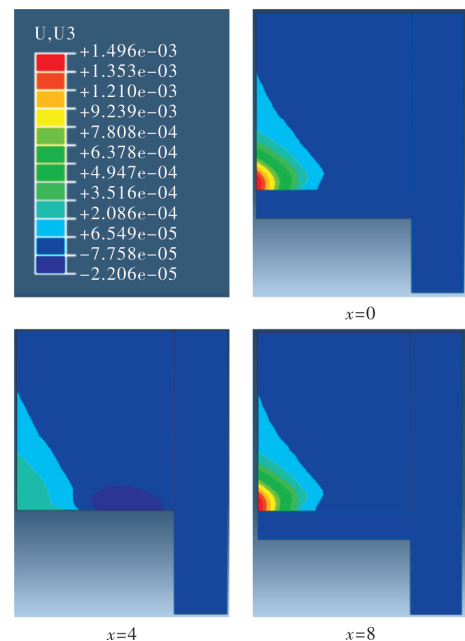 U, U3
+1.496e-03
+1.353e-03
+1.210e-03
+9.239e-03
+7.808e-04
+6.378e-04
+4.947e-04
+3.516e-04
+2.086e-04
+6.549e-05
-7.758e-05
-2.206e-05
x=0
x=4
x=8